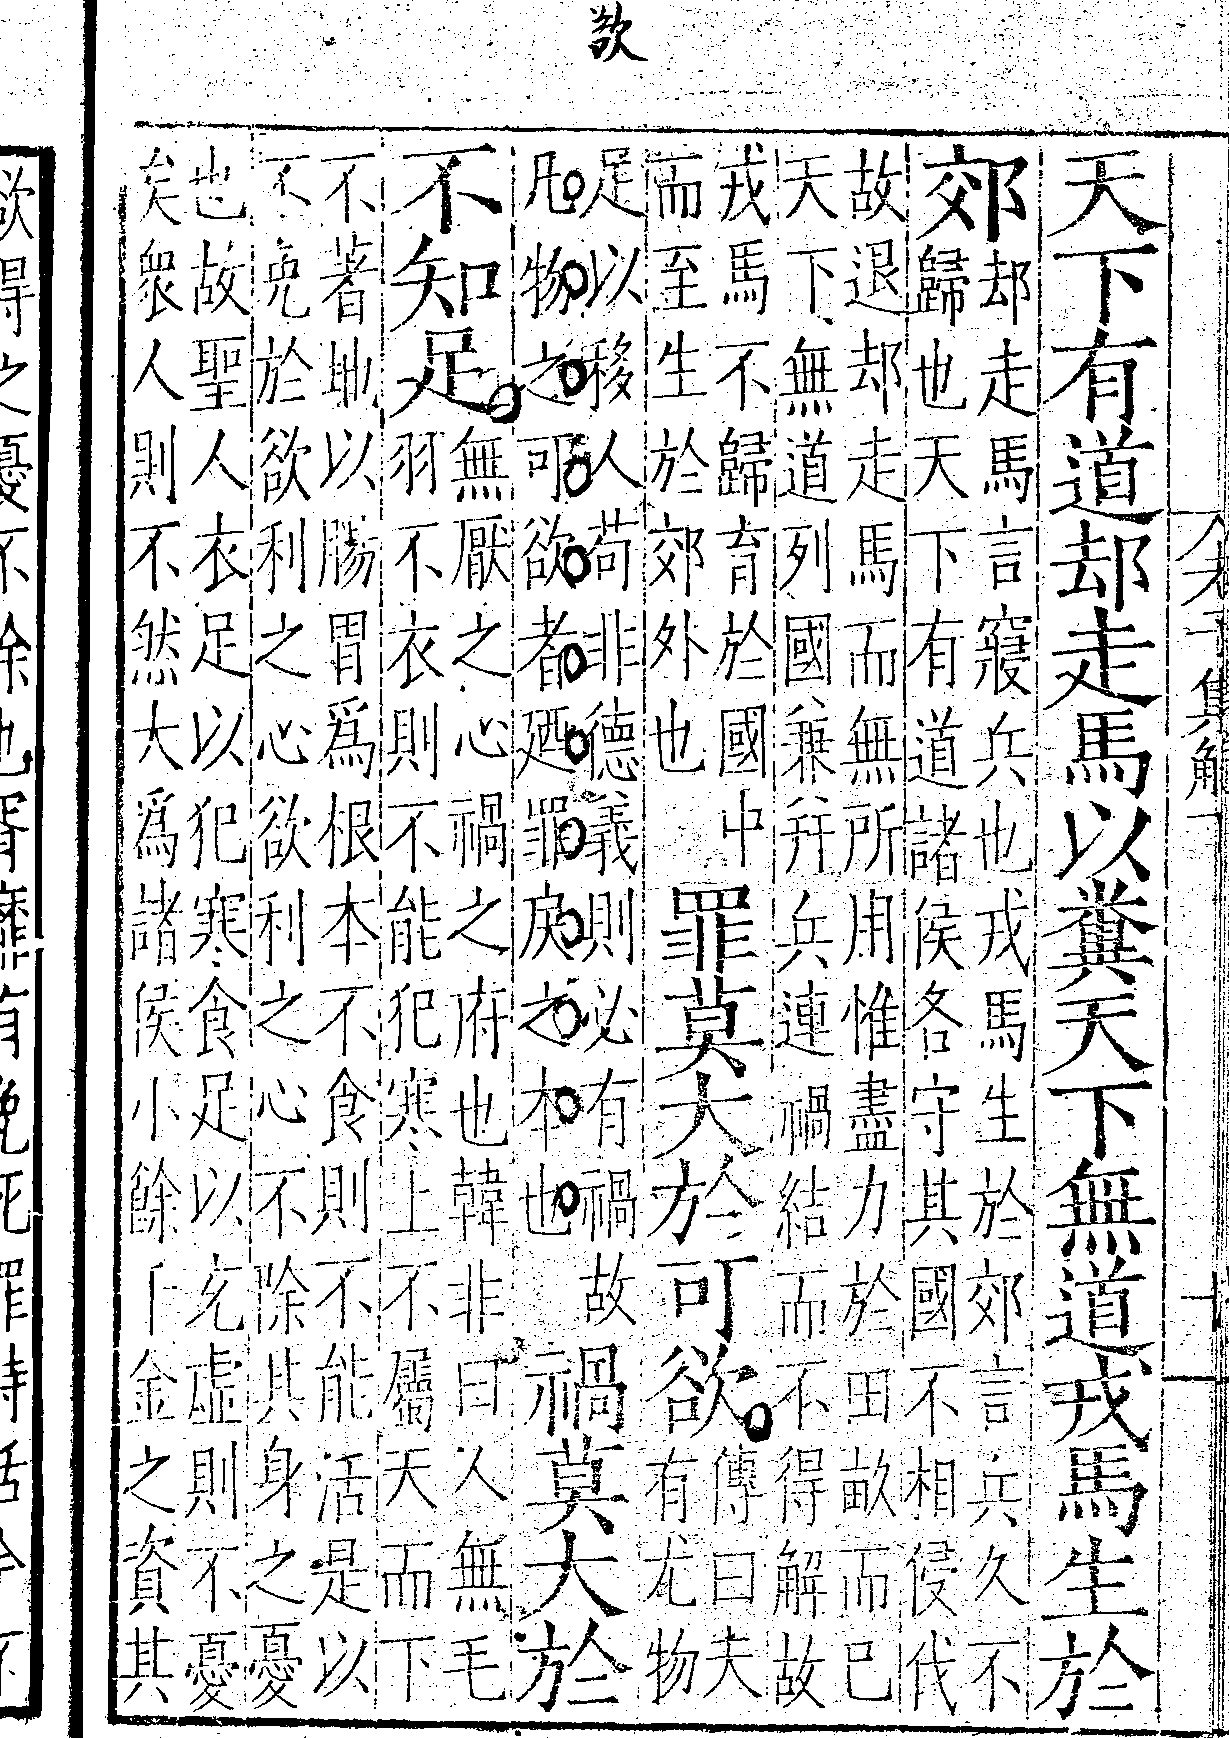 欲
老子集解下
十
天下有道却走馬以糞天下無道戎馬生於
郊
却走馬言寢兵也戎馬生於郊言兵久不
歸也天下有道諸侯各守其國不相侵伐
故退却走馬而無所用惟盡力於田畝而已
天下無道列國兼并兵連禍結而不得解故
戎馬不歸育於國中
而至生於郊外也
罪莫大於可欲
傳曰夫
有尤物
足以移人苟非德義則必有禍故
凡物之可欲者廼罪戾之本也
禍莫大於
不知足
無厭之心禍之府也韓非曰人無毛
羽不衣則不能犯寒上不屬天而下
不著地以腸胃爲根本不食則不能活是以
不免於欲利之心欲利之心不除其身之憂
也故聖人衣足以犯寒食足以充虛則不憂
矣衆人則不然大爲諸侯小餘千金之資其
欲得之憂不除也胥靡有免死罪時活今不